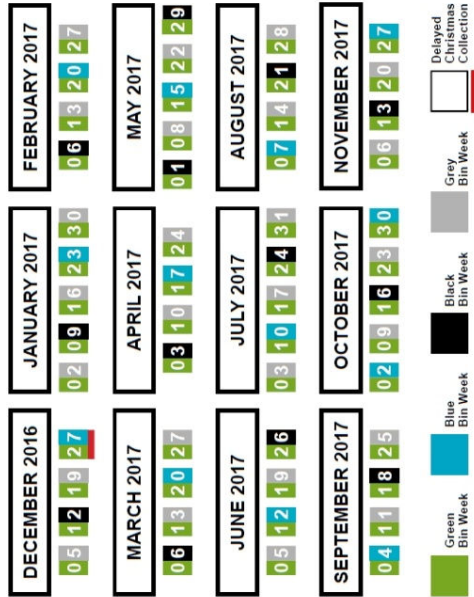 DECEMBER 2016
05 12 19 27
JANUARY 2017
02 09 16 23 30
FEBRUARY 2017
06 13 20 27
MARCH 2017
06 13 20 27
APRIL 2017
03 10 17 24
MAY 2017
01 08 15 22 29
JUNE 2017
05 12 19 26
JULY 2017
03 10 17 24 31
AUGUST 2017
07 14 21 28
SEPTEMBER 2017
04 11 18 25
OCTOBER 2017
02 09 16 23 30
NOVEMBER 2017
06 13 20 27
Green
Bin Week
Blue
Bin Week
Black
Bin Week
Grey
Bin Week
Delayed
Christmas
Collection